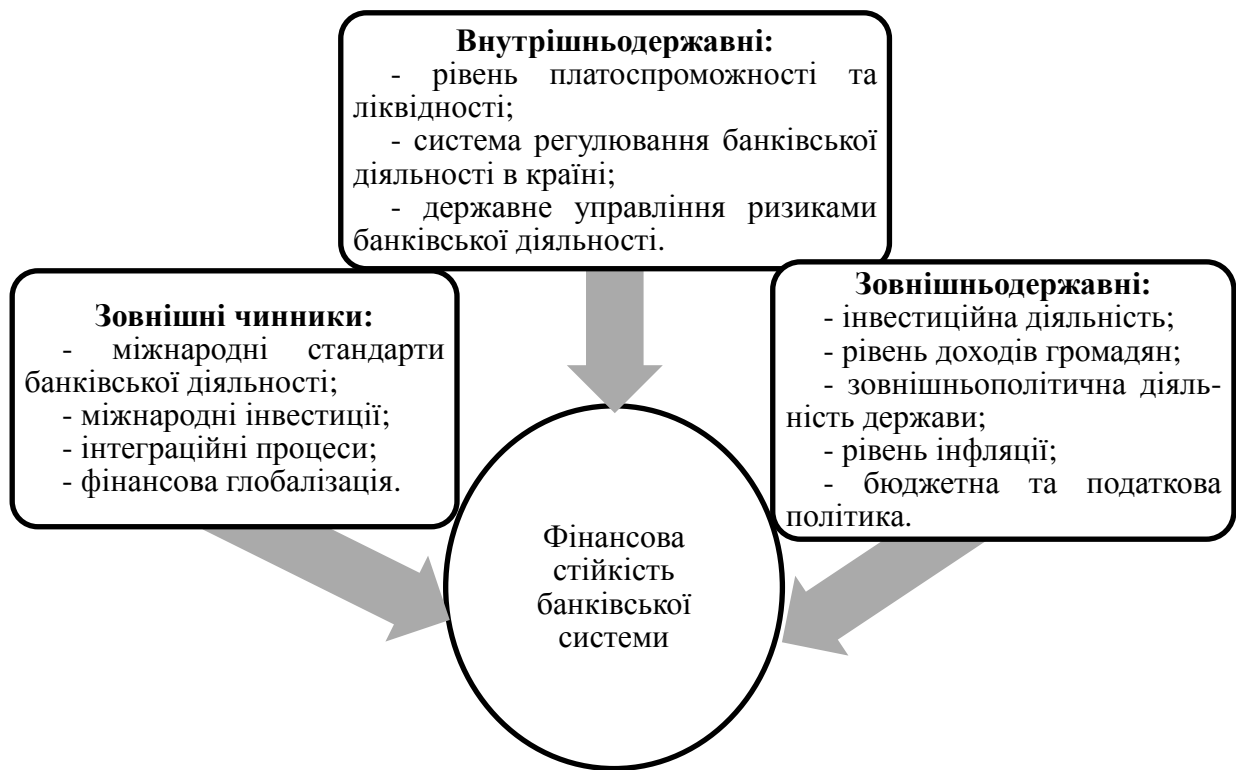 Внутрішньодержавні:
- рівень платоспроможності та
ліквідності;
- система регулювання банківської
діяльності в країні;
- державне управління ризиками
банківської діяльності.
Зовнішні чинники:
- міжнародні стандарти
банківської діяльності;
- міжнародні інвестиції;
- інтеграційні процеси;
- фінансова глобалізація.
Зовнішньодержавні:
- інвестиційна діяльність;
- рівень доходів громадян;
- зовнішньополітична діяль-
ність держави;
- рівень інфляції;
- бюджетна та податкова
політика.
Фінансова
стійкість
банківської
системи